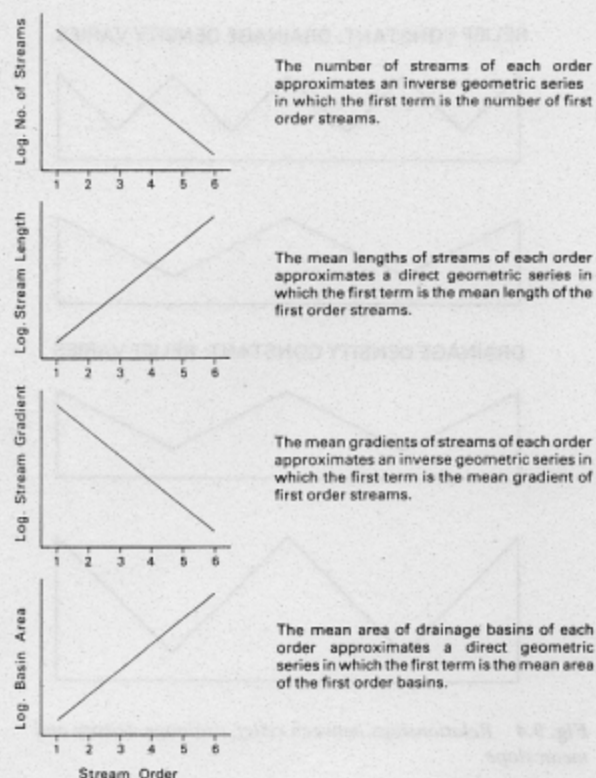 Log. No. of Streams
The number of streams of each order
approximates an inverse geometric series
in which the first term is the number of first
order streams.
1 2 3 4 5 6
Log. Stream Length
The mean lengths of streams of each order
approximates a direct geometric series in
which the first term is the mean length of the
first order streams.
1 2 3 4 5 6
Log. Stream Gradient
The mean gradients of streams of each order
approximates an inverse geometric series in
which the first term is the mean gradient of
first order streams.
1 2 3 4 5 6
Log. Basin Area
The mean area of drainage basins of each
order approximates a direct geometric
series in which the first term is the mean area
of the first order basins.
1 2 3 4 5 6
Stream Order